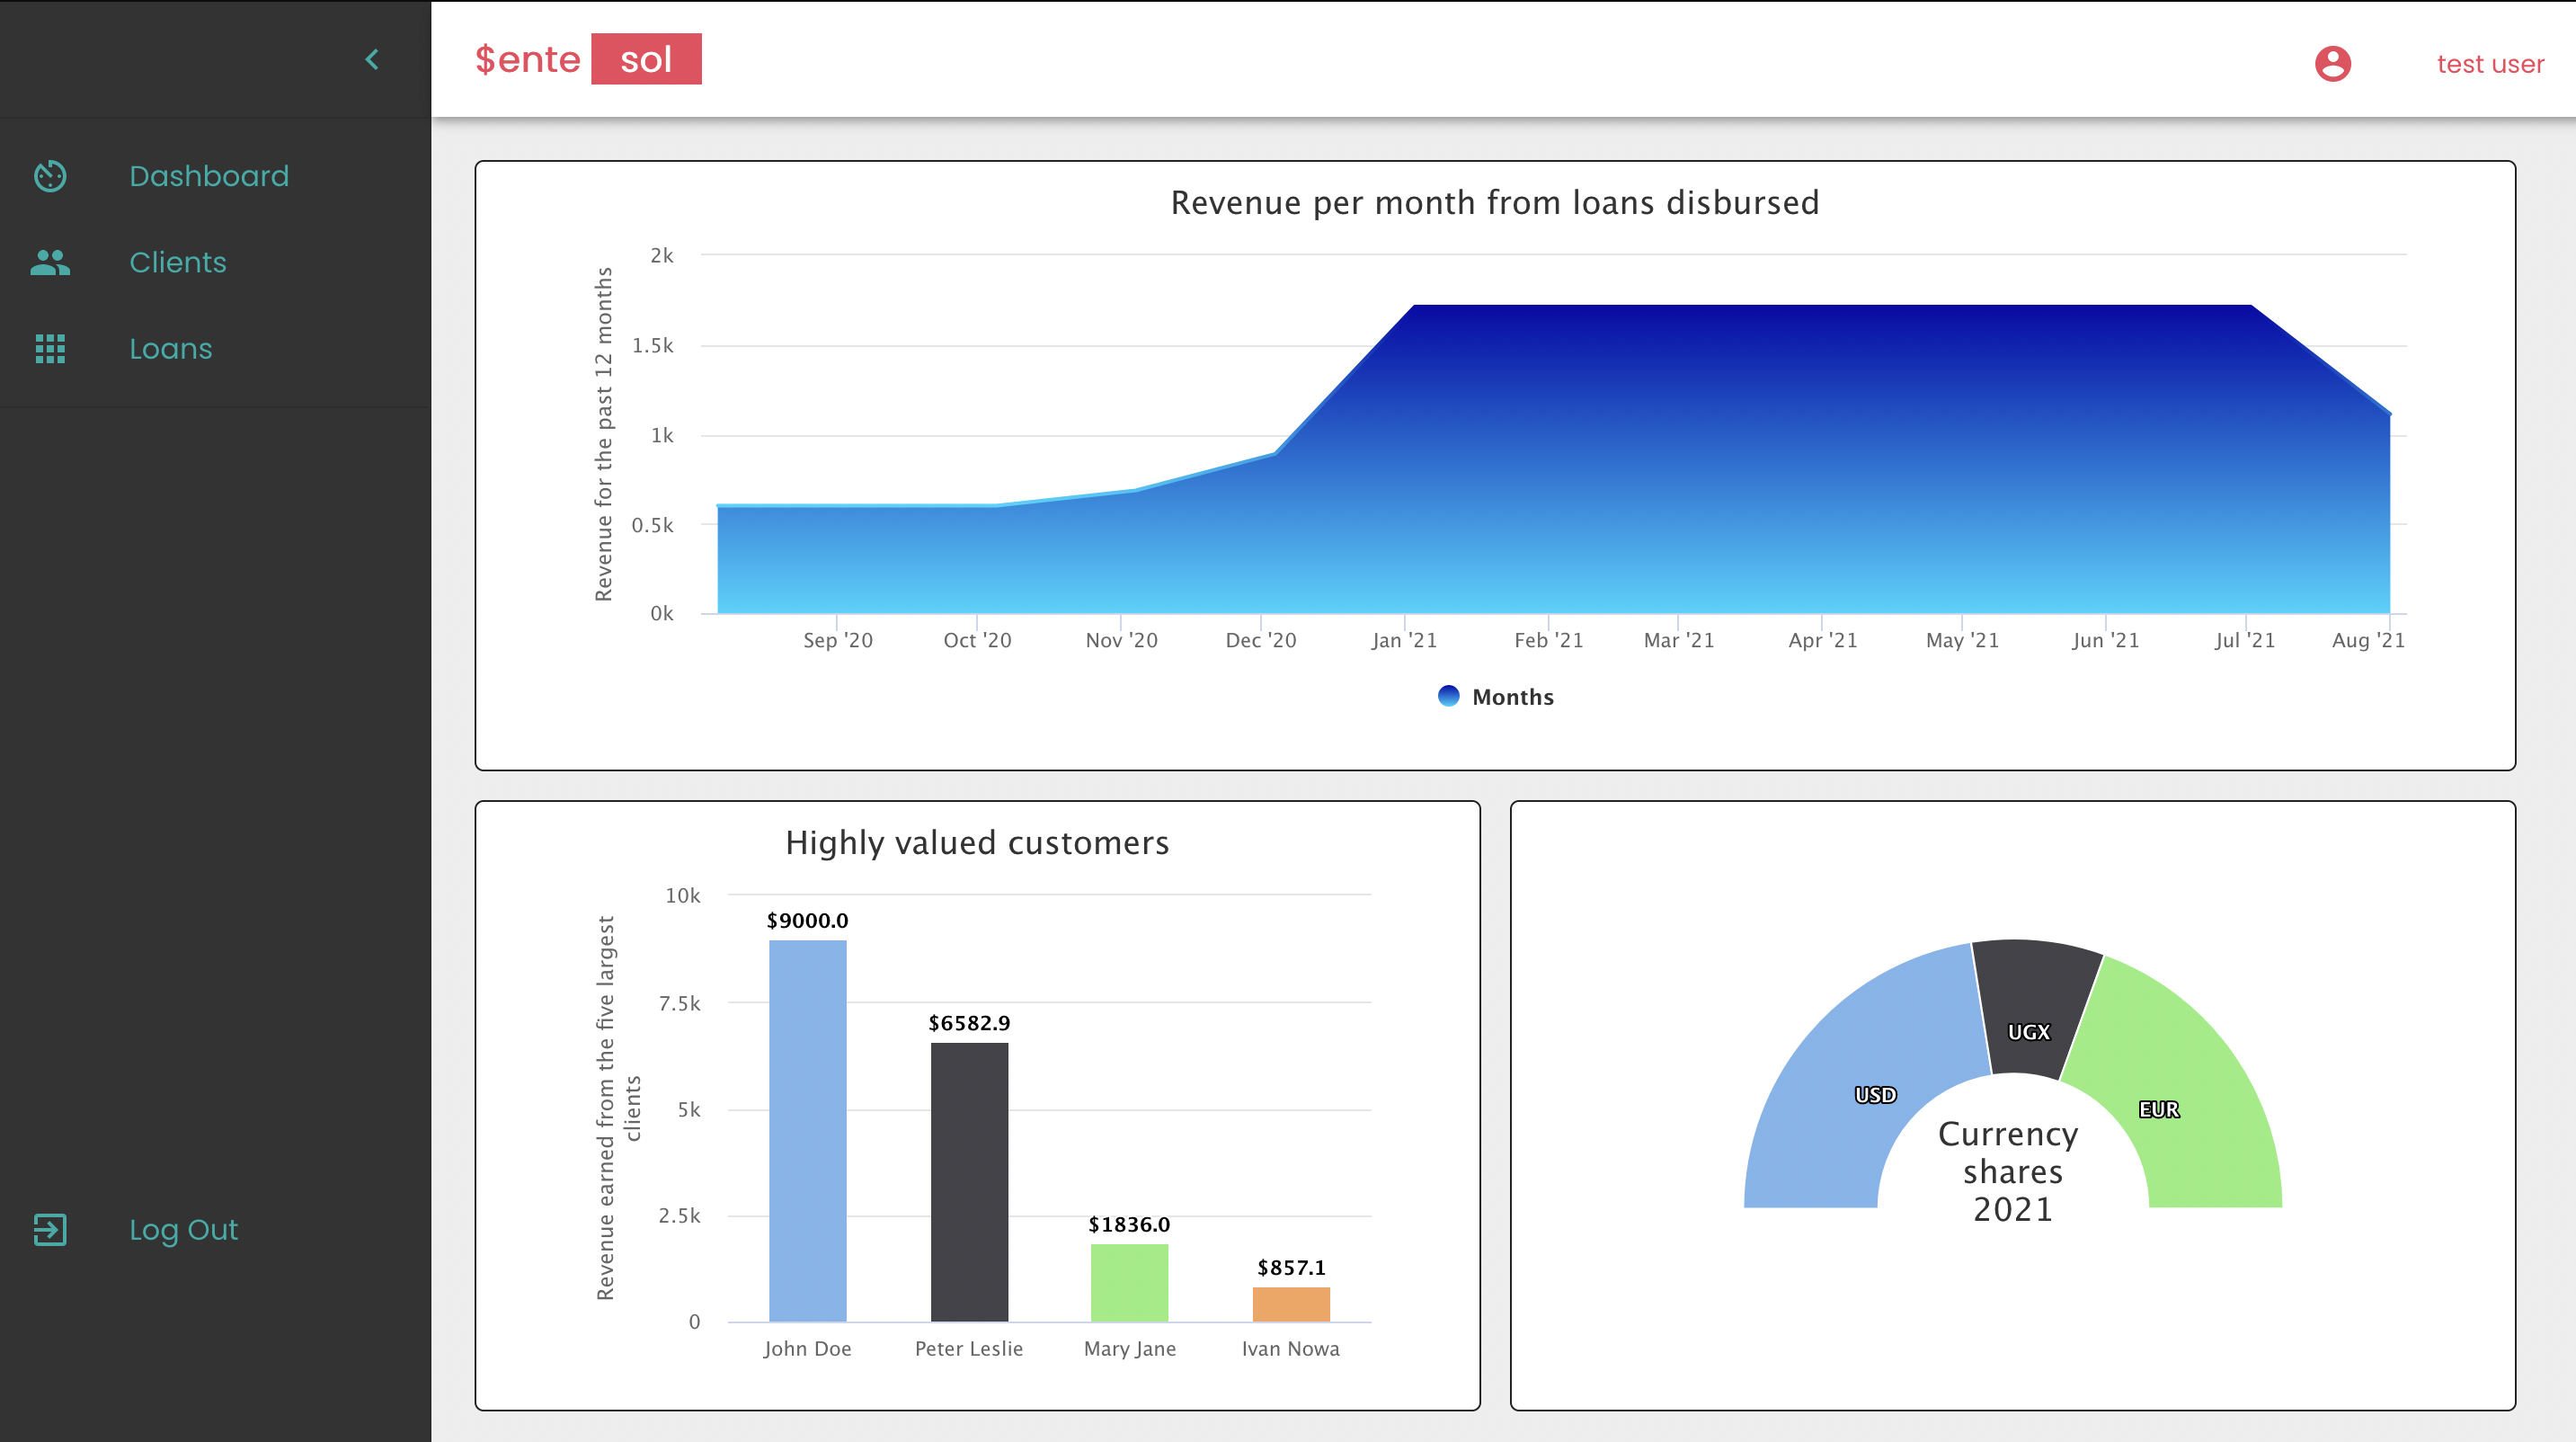 $ente sol
test user
Dashboard
Clients
Loans
Log Out
Revenue per month from loans disbursed
Revenue for the past 12 months
2k
1.5k
1k
0.5k
0k
Sep '20 Oct '20 Nov '20 Dec '20 Jan '21 Feb '21 Mar '21 Apr '21 May '21 Jun '21 Jul '21 Aug '21
Months
Highly valued customers
Revenue earned from the five largest
clients
10k
7.5k
5k
2.5k
0
$9000.0
$6582.9
$1836.0
$857.1
John Doe Peter Leslie Mary Jane Ivan Nowa
USD
UGX
EUR
Currency
shares
2021